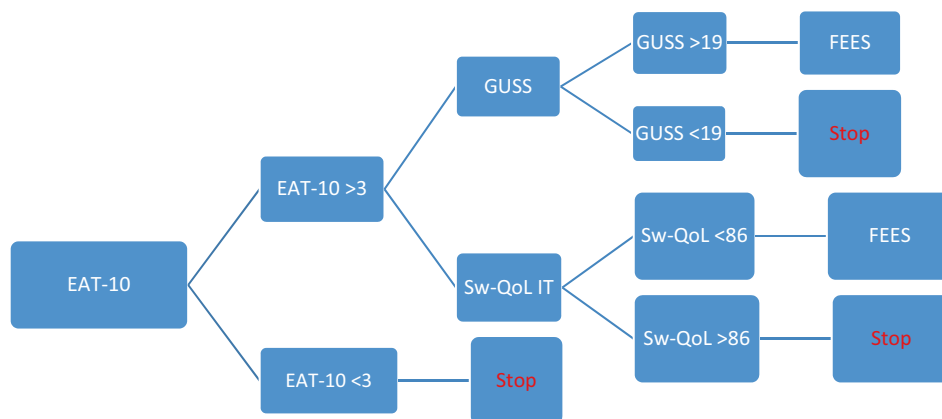 GUSS >19
FEES
GUSS
GUSS <19
Stop
EAT-10 >3
Sw-QoL <86
FEES
EAT-10
Sw-QoL IT
Sw-QoL >86
Stop
EAT-10 <3
Stop